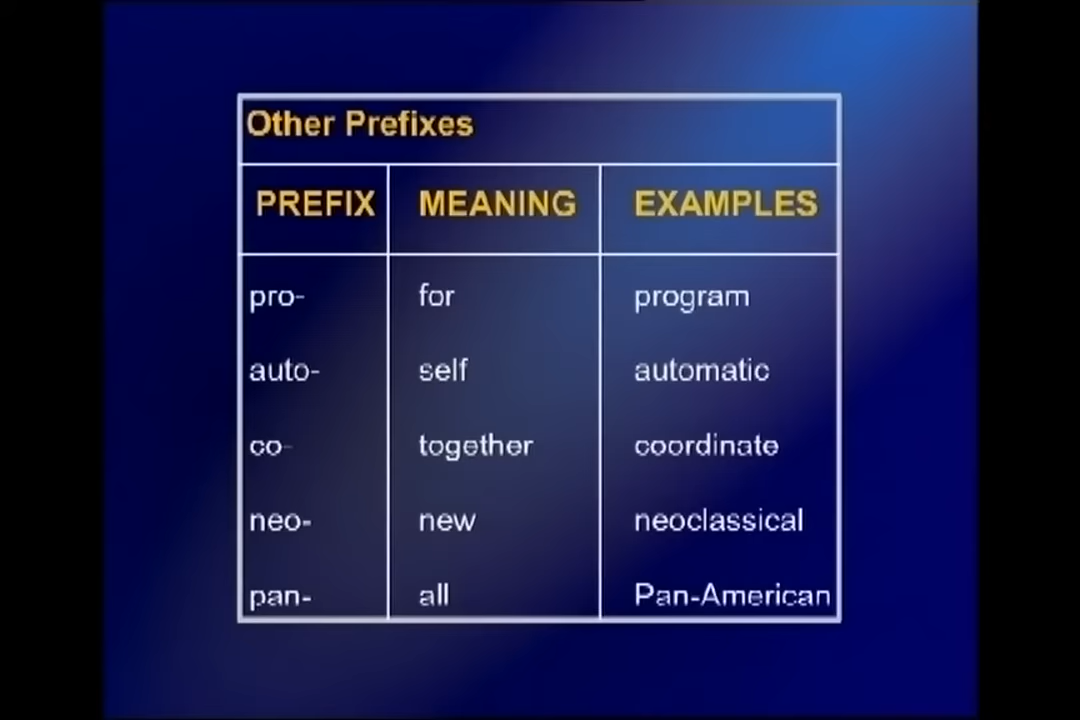 Other Prefixes
PREFIX MEANING EXAMPLES
pro- for program
auto- self automatic
co- together coordinate
neo- new neoclassical
pan- all Pan-American